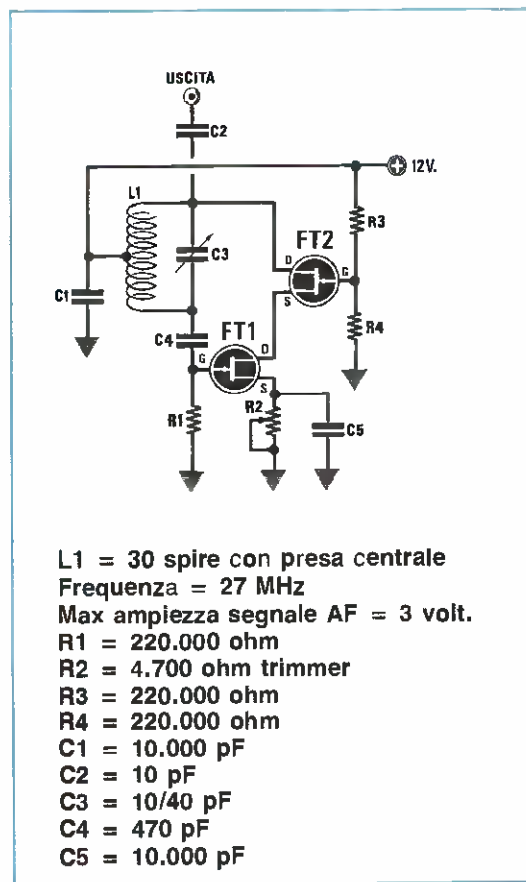 USCITA
C2
12V.
L1
R3
C3
FT2
D
G
S
C1
R4
C4
FT1
G
D
S
R1
R2
C5
L1 = 30 spire con presa centrale
Frequenza = 27 MHz
Max ampiezza segnale AF = 3 volt.
R1 = 220.000 ohm
R2 = 4.700 ohm trimmer
R3 = 220.000 ohm
R4 = 220.000 ohm
C1 = 10.000 pF
C2 = 10 pF
C3 = 10/40 pF
C4 = 470 pF
C5 = 10.000 pF